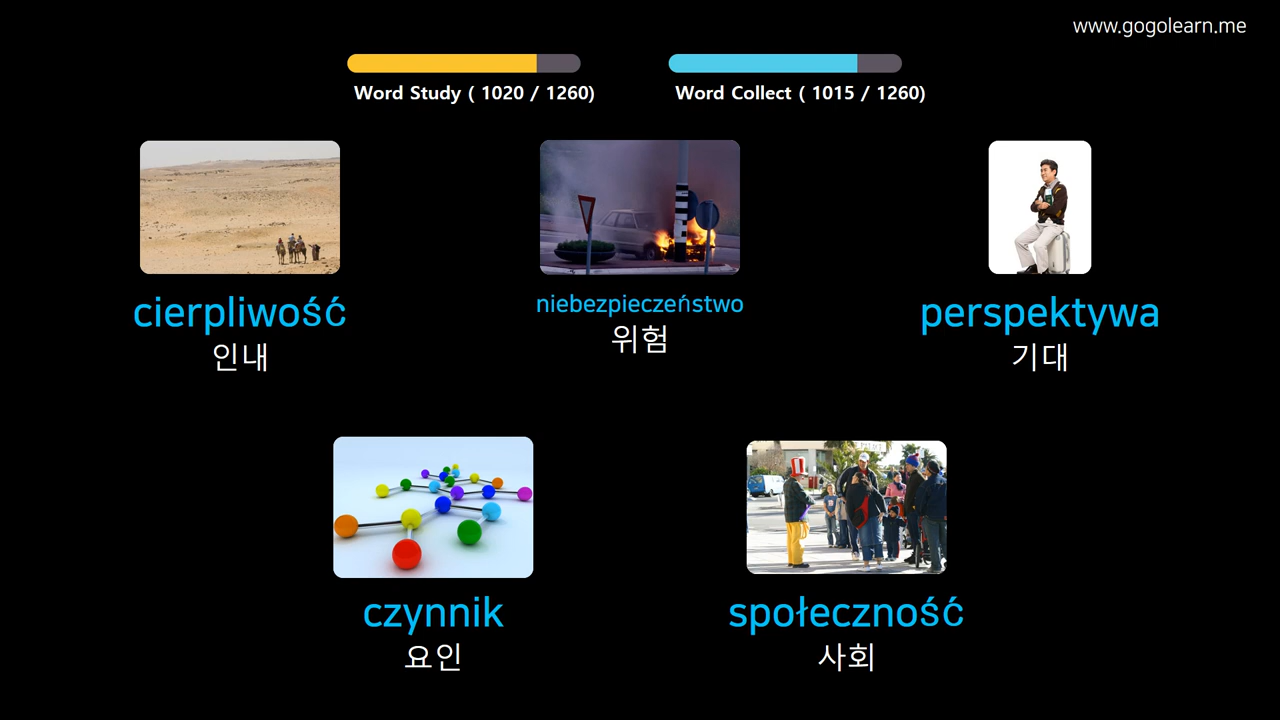 www.gogolearn.me
Word Study ( 1020 / 1260)
Word Collect ( 1015 / 1260)
cierpliwość
인내
niebezpieczeństwo
위험
perspektywa
기대
czynnik
요인
społeczność
사회